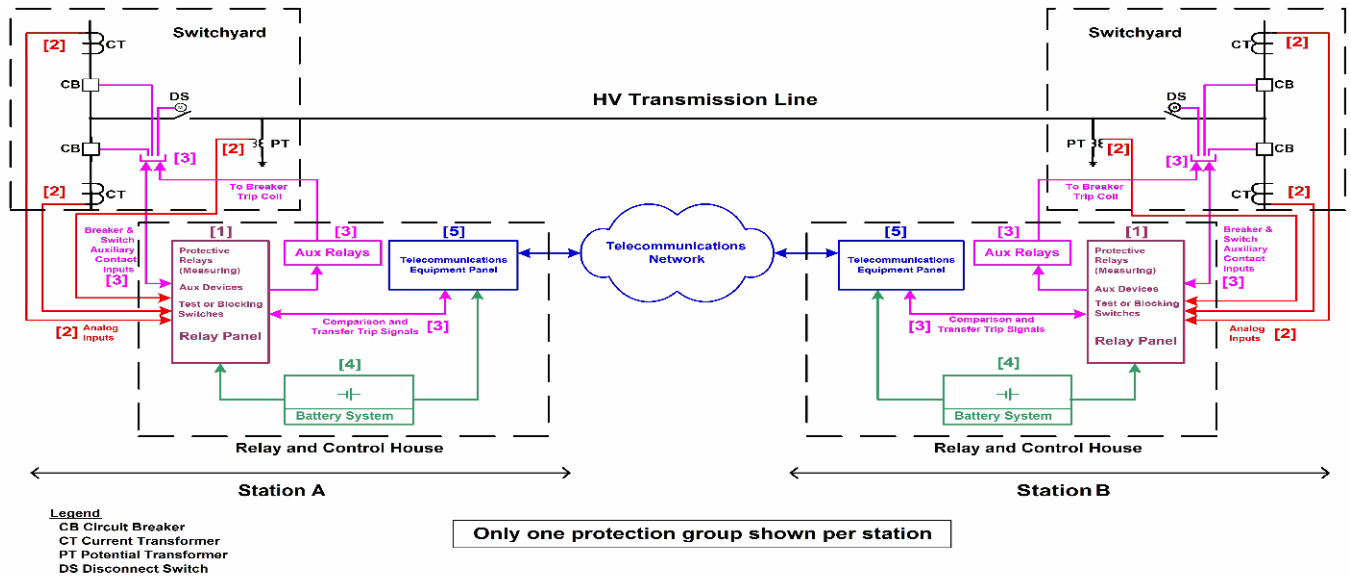 Switchyard
[2]
CT
CB
DS
CB
[3]
[2]
PT
[2]
CT
To Breaker
Trip Coil
HV Transmission Line
Switchyard
CT
[2]
CB
DS
PT
[2]
[3]
CB
CT
[2]
To Breaker
Trip Coil
Breaker &
Switch
Auxiliary
Contact
Inputs
[3]
[2] Analog
Inputs
[1]
Protective
Relays
(Measuring)
Aux Devices
Test or Blocking
Switches
Relay Panel
[3]
Aux Relays
[5]
Telecommunications
Equipment Panel
Comparison and
Transfer Trip Signals
[3]
[4]
Battery System
Relay and Control House
Telecommunications
Network
[5]
Telecommunications
Equipment Panel
[3]
Aux Relays
[1]
Protective
Relays
(Measuring)
Aux Devices
Test or Blocking
Switches
Relay Panel
Breaker &
Switch
Auxiliary
Contact
Inputs
[3]
Analog
Inputs [2]
[3] Comparison and
Transfer Trip Signals
[4]
Battery System
Relay and Control House
Station A
Station B
Legend
CB Circuit Breaker
CT Current Transformer
PT Potential Transformer
DS Disconnect Switch
Only one protection group shown per station